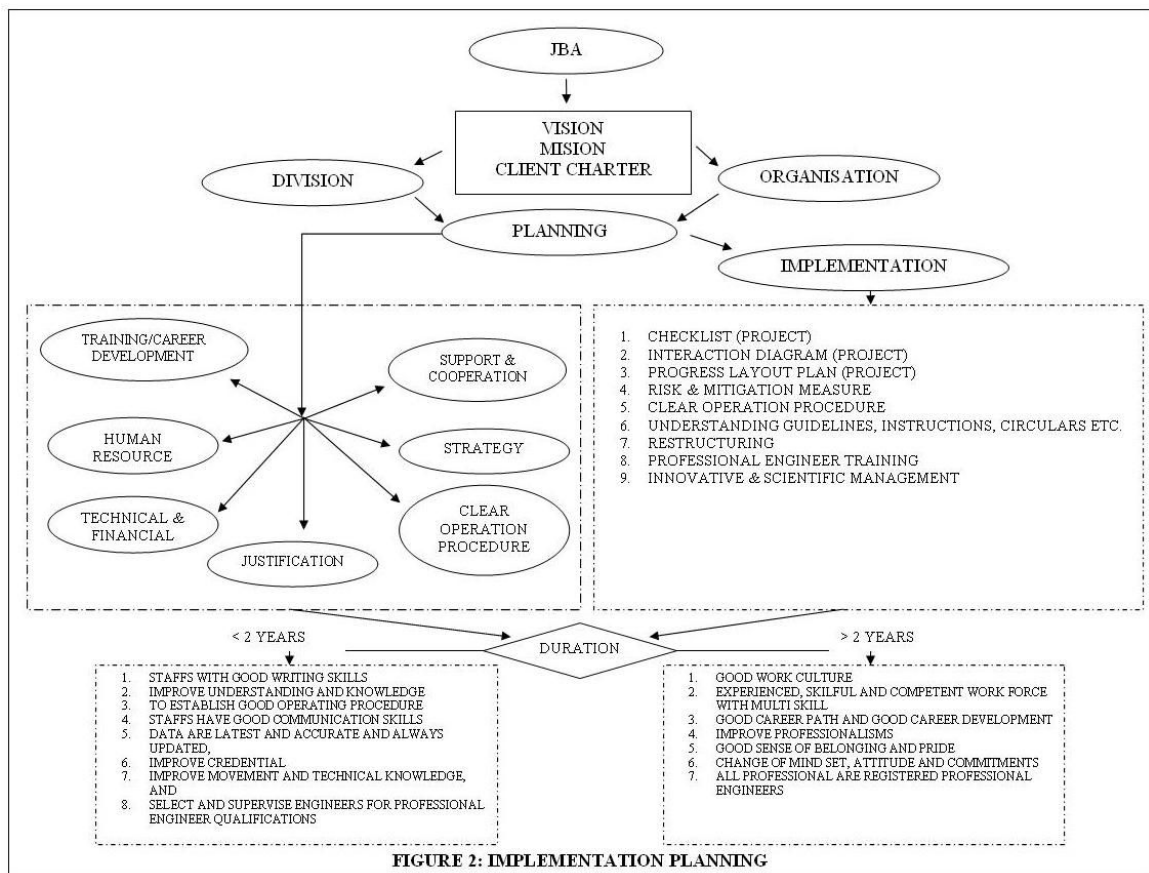 JBA
VISION
MISION
CLIENT CHARTER
DIVISION
ORGANISATION
PLANNING
IMPLEMENTATION
TRAINING/CAREER
DEVELOPMENT
SUPPORT &
COOPERATION
HUMAN
RESOURCE
STRATEGY
TECHNICAL &
FINANCIAL
CLEAR
OPERATION
PROCEDURE
JUSTIFICATION
1. CHECKLIST (PROJECT)
2. INTERACTION DIAGRAM (PROJECT)
3. PROGRESS LAYOUT PLAN (PROJECT)
4. RISK & MITIGATION MEASURE
5. CLEAR OPERATION PROCEDURE
6. UNDERSTANDING GUIDELINES, INSTRUCTIONS, CIRCULARS ETC.
7. RESTRUCTURING
8. PROFESSIONAL ENGINEER TRAINING
9. INNOVATIVE & SCIENTIFIC MANAGEMENT
< 2 YEARS
DURATION
> 2 YEARS
1. STAFFS WITH GOOD WRITING SKILLS
2. IMPROVE UNDERSTANDING AND KNOWLEDGE
3. TO ESTABLISH GOOD OPERATING PROCEDURE
4. STAFFS HAVE GOOD COMMUNICATION SKILLS
5. DATA ARE LATEST AND ACCURATE AND ALWAYS
UPDATED,
6. IMPROVE CREDENTIAL
7. IMPROVE MOVEMENT AND TECHNICAL KNOWLEDGE,
AND
8. SELECT AND SUPERVISE ENGINEERS FOR PROFESSIONAL
ENGINEER QUALIFICATIONS
1. GOOD WORK CULTURE
2. EXPERIENCED, SKILFUL AND COMPETENT WORK FORCE
WITH MULTI SKILL
3. GOOD CAREER PATH AND GOOD CAREER DEVELOPMENT
4. IMPROVE PROFESSIONALISMS
5. GOOD SENSE OF BELONGING AND PRIDE
6. CHANGE OF MIND SET, ATTITUDE AND COMMITMENTS
7. ALL PROFESSIONAL ARE REGISTERED PROFESSIONAL
ENGINEERS
FIGURE 2: IMPLEMENTATION PLANNING